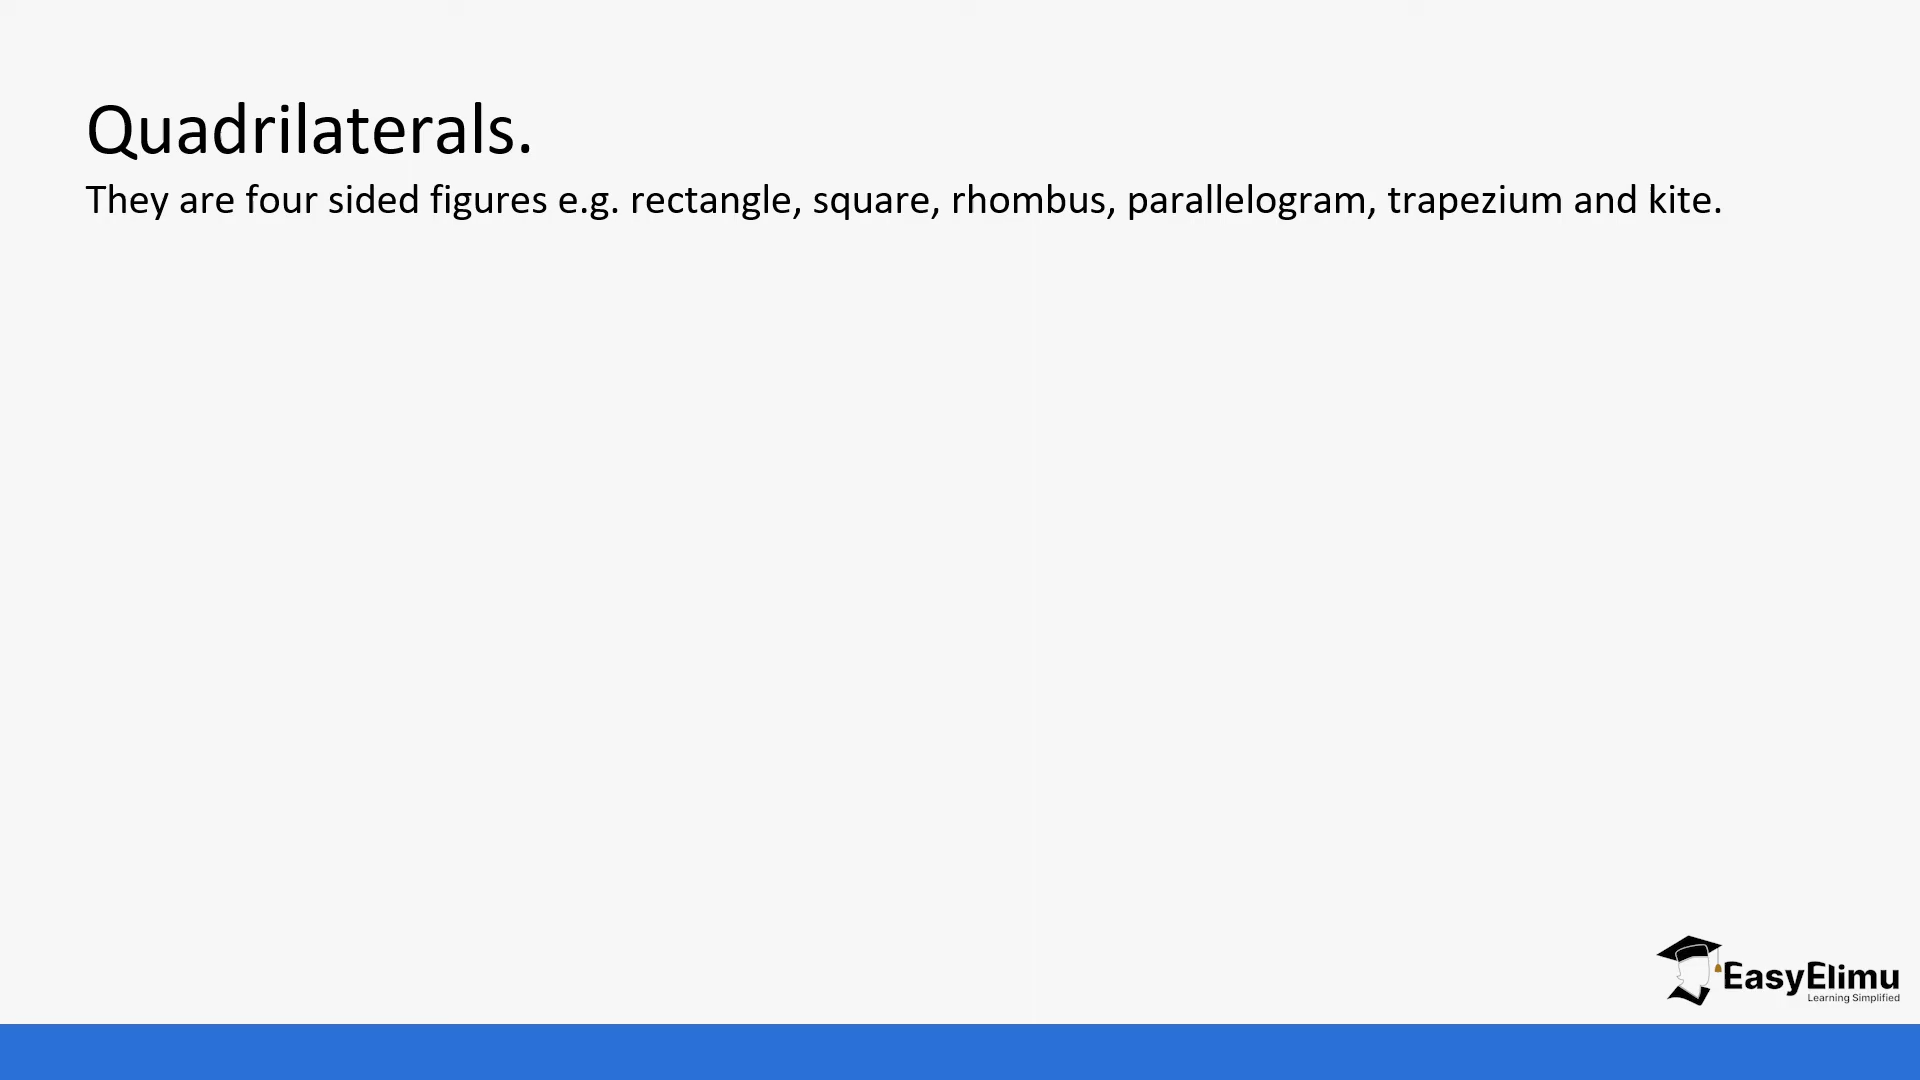 Quadrilaterals.
They are four sided figures e.g. rectangle, square, rhombus, parallelogram, trapezium and kite.
EasyElimu
Learning Simplified